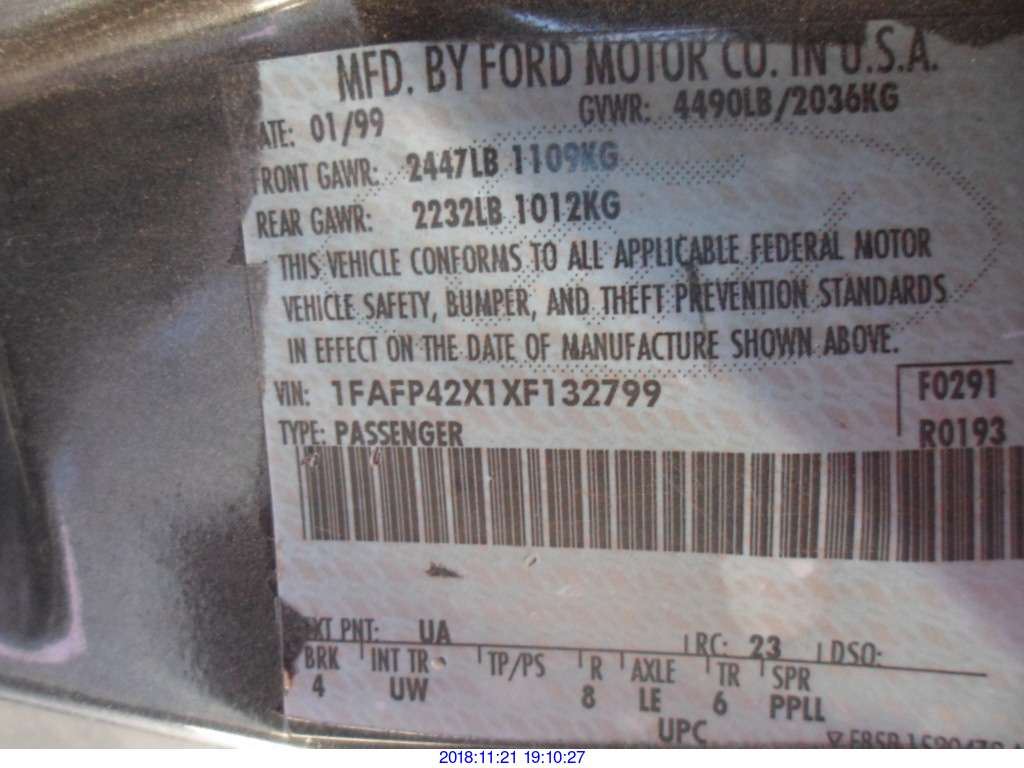 MFD. BY FORD MOTOR CO. IN U.S.A.
ATE: 01/99 GVWR: 4490LB/2036KG
FRONT GAWR: 2447LB 1109KG
REAR GAWR: 2232LB 1012KG
THIS VEHICLE CONFORMS TO ALL APPLICABLE FEDERAL MOTOR
VEHICLE SAFETY, BUMPER, AND THEFT PREVENTION STANDARDS
IN EFFECT ON THE DATE OF MANUFACTURE SHOWN ABOVE.
VIN: 1FAFP42X1XF132799 F0291
TYPE: PASSENGER R0193
EXT PNT: UA RC: 23 DSO:
BRK INT TR TP/PS R AXLE TR SPR
4 UW 8 LE 6 PPLL
UPC
2018:11:21 19:10:27